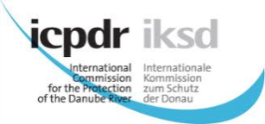 icpdr iksd
International Internationale
Commission Kommission
for the Protection zum Schutz
of the Danube River der Donau